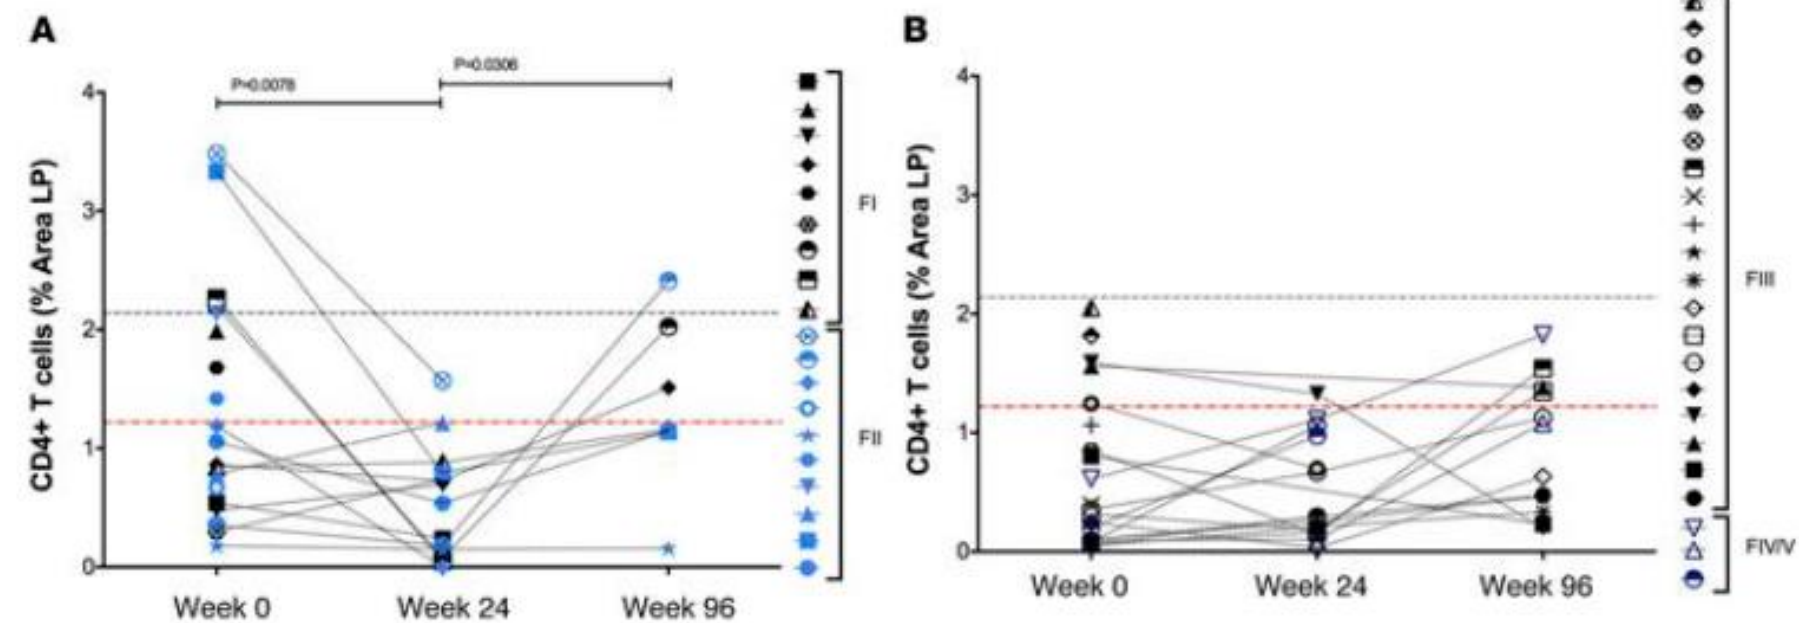 A
B
P=0.0078
P=0.0306
CD4+ T cells (% Area LP)
4
3
2
1
0
Week 0
Week 24
Week 96
FI
FII
CD4+ T cells (% Area LP)
4
3
2
1
0
Week 0
Week 24
Week 96
FIII
FIV/V